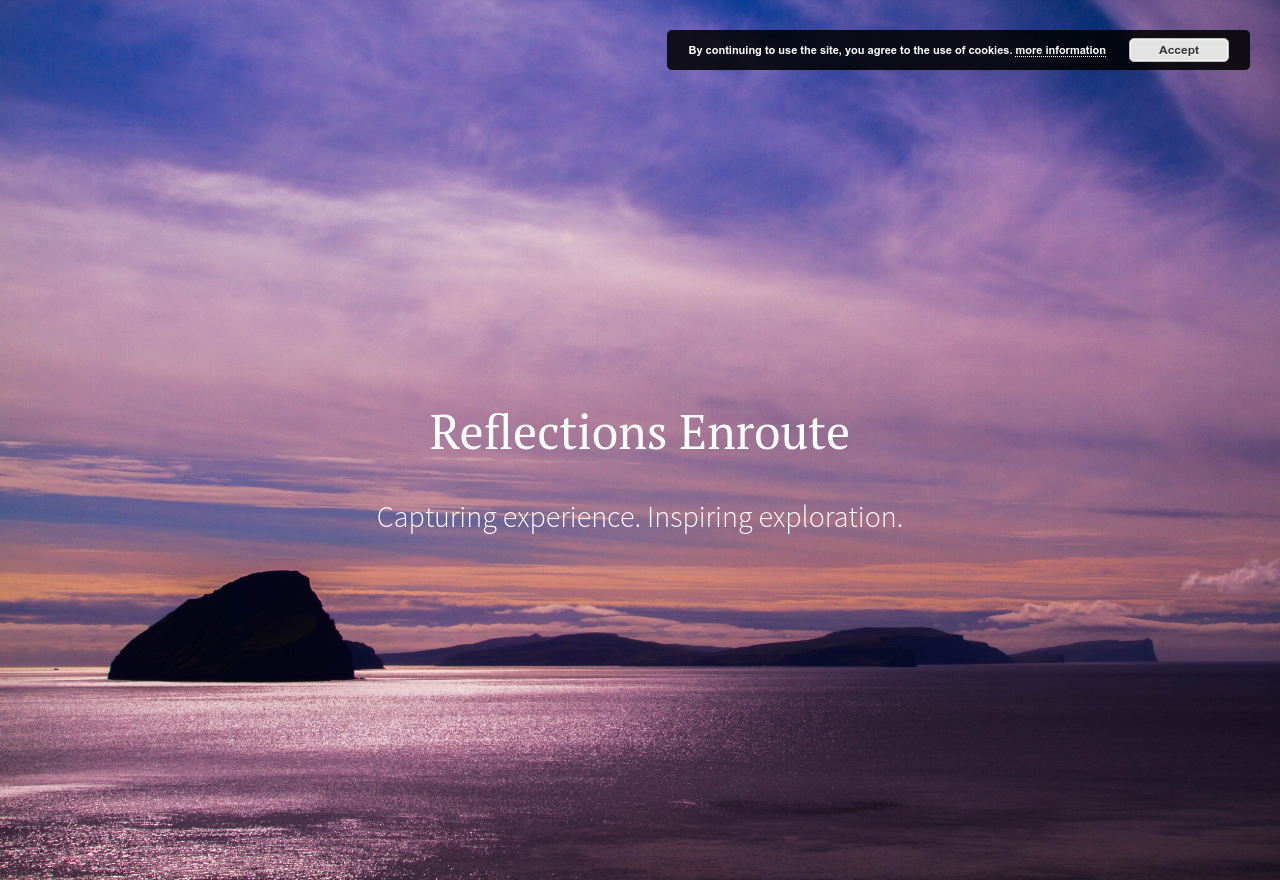 By continuing to use the site, you agree to the use of cookies. more information
Accept
Reflections Enroute
Capturing experience. Inspiring exploration.